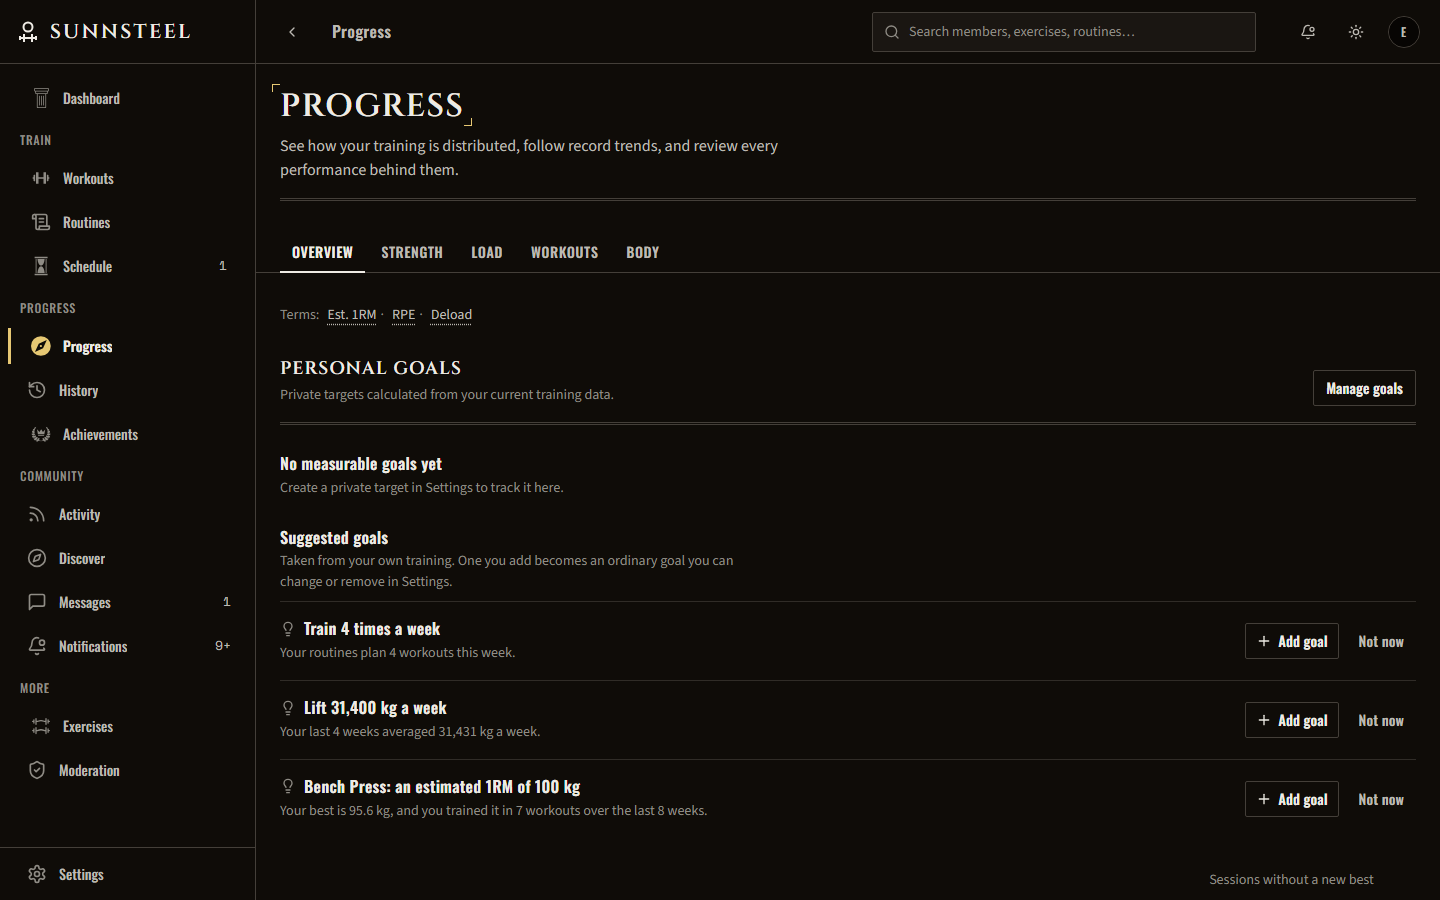 SUNNSTEEL
Progress
Search members, exercises, routines...
E
Dashboard
TRAIN
Workouts
Routines
Schedule 1
PROGRESS
Progress
History
Achievements
COMMUNITY
Activity
Discover
Messages 1
Notifications 9+
MORE
Exercises
Moderation
Settings
PROGRESS
See how your training is distributed, follow record trends, and review every
performance behind them.
OVERVIEW STRENGTH LOAD WORKOUTS BODY
Terms: Est. 1RM · RPE · Deload
PERSONAL GOALS
Private targets calculated from your current training data.
Manage goals
No measurable goals yet
Create a private target in Settings to track it here.
Suggested goals
Taken from your own training. One you add becomes an ordinary goal you can
change or remove in Settings.
Train 4 times a week
Your routines plan 4 workouts this week.
+ Add goal Not now
Lift 31,400 kg a week
Your last 4 weeks averaged 31,431 kg a week.
+ Add goal Not now
Bench Press: an estimated 1RM of 100 kg
Your best is 95.6 kg, and you trained it in 7 workouts over the last 8 weeks.
+ Add goal Not now
Sessions without a new best